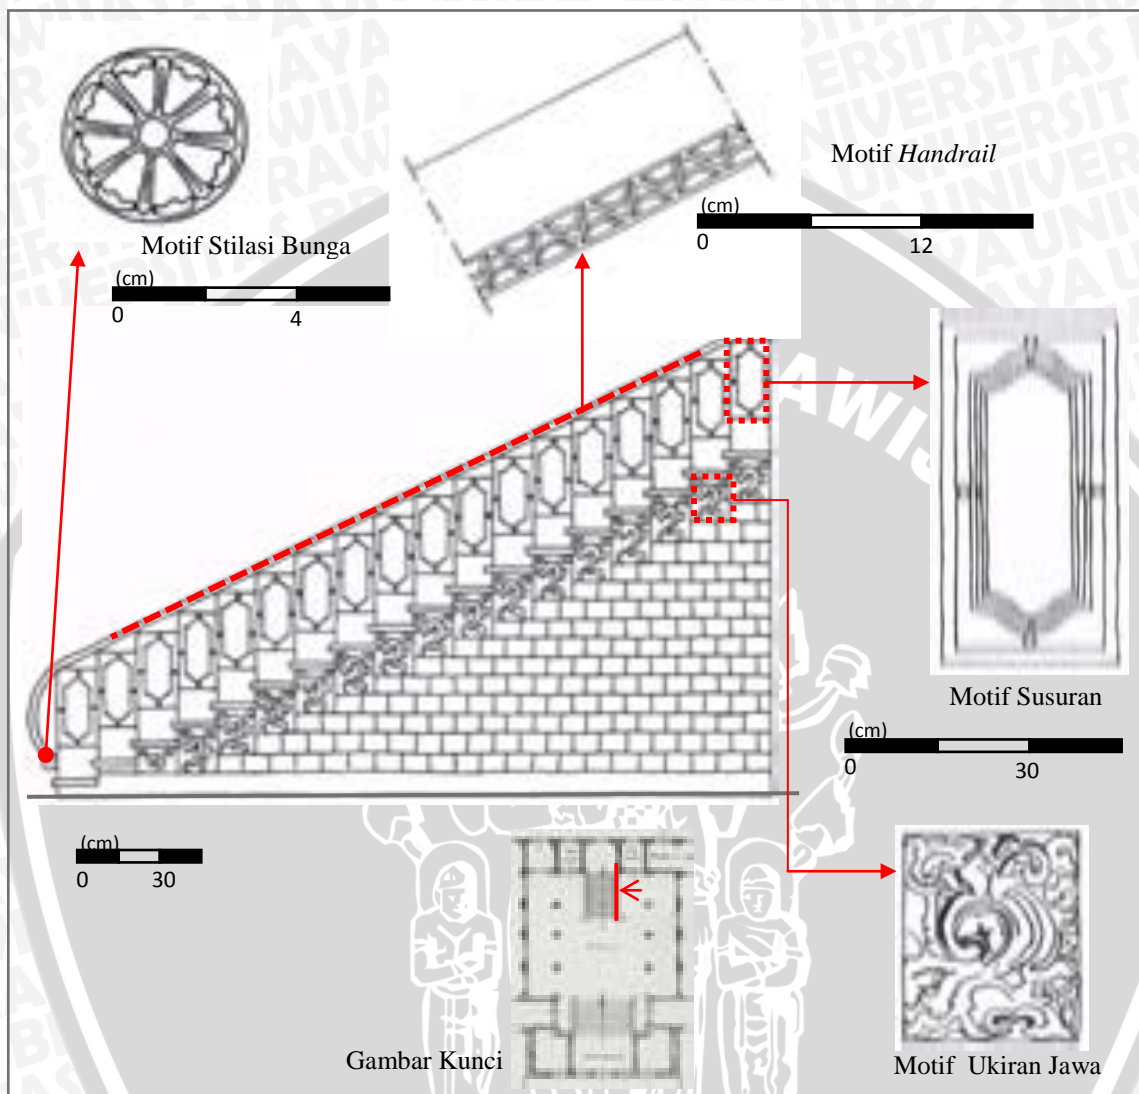 Motif Handrail
(cm)
0 12
Motif Stilasi Bunga
(cm)
0 4
Motif Susuran
(cm)
0 30
(cm)
0 30
Gambar Kunci
Motif Ukiran Jawa